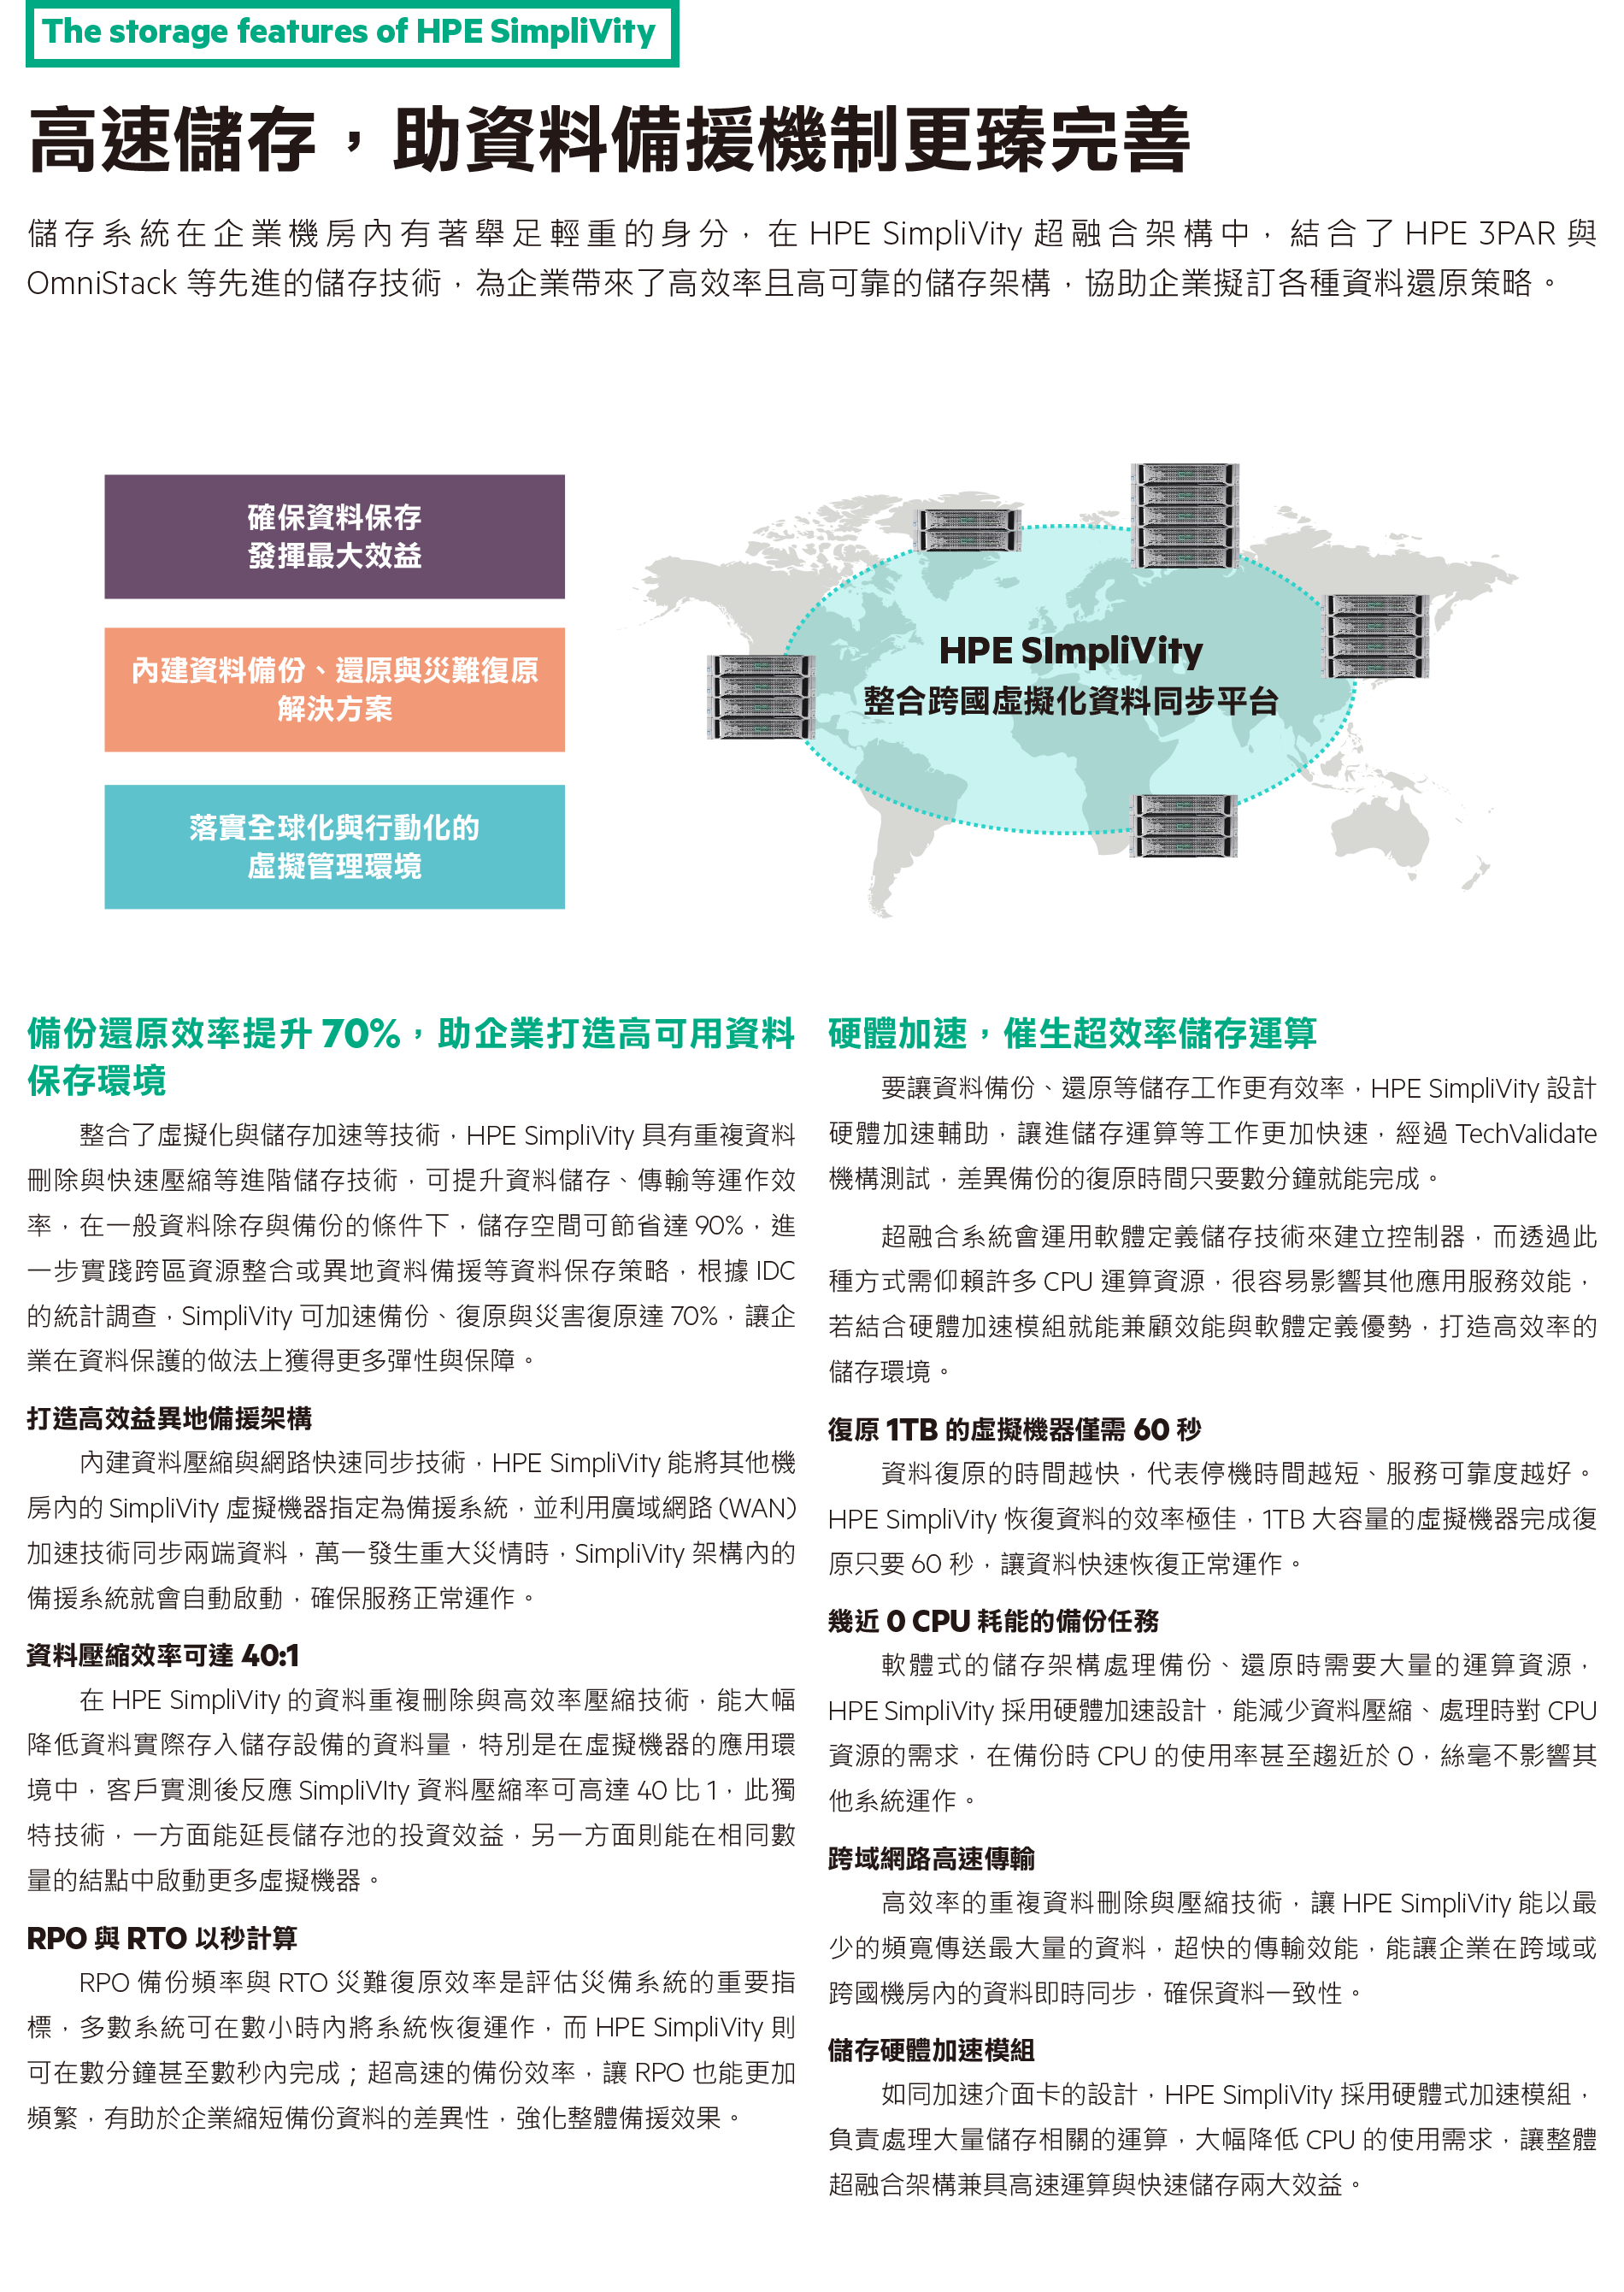 The storage features of HPE SimpliVity
高速儲存，助資料備援機制更臻完善
儲存系統在企業機房內有著舉足輕重的身分，在 HPE SimpliVity 超融合架構中，結合了 HPE 3PAR 與
OmniStack 等先進的儲存技術，為企業帶來了高效率且高可靠的儲存架構，協助企業擬訂各種資料還原策略。
確保資料保存
發揮最大效益
內建資料備份、還原與災難復原
解決方案
落實全球化與行動化的
虛擬管理環境
HPE SImpliVity
整合跨國虛擬化資料同步平台
備份還原效率提升 70%，助企業打造高可用資料
保存環境
整合了虛擬化與儲存加速等技術，HPE SimpliVity 具有重複資料
刪除與快速壓縮等進階儲存技術，可提升資料儲存、傳輸等運作效
率，在一般資料除存與備份的條件下，儲存空間可節省達 90%，進
一步實踐跨區資源整合或異地資料備援等資料保存策略，根據 IDC
的統計調查，SimpliVity 可加速備份、復原與災害復原達 70%，讓企
業在資料保護的做法上獲得更多彈性與保障。
打造高效益異地備援架構
內建資料壓縮與網路快速同步技術，HPE SimpliVity 能將其他機
房內的 SimpliVity 虛擬機器指定為備援系統，並利用廣域網路 (WAN)
加速技術同步兩端資料，萬一發生重大災情時，SimpliVity 架構內的
備援系統就會自動啟動，確保服務正常運作。
資料壓縮效率可達 40:1
在 HPE SimpliVity 的資料重複刪除與高效率壓縮技術，能大幅
降低資料實際存入儲存設備的資料量，特別是在虛擬機器的應用環
境中，客戶實測後反應 SimpliVIty 資料壓縮率可高達 40 比 1，此獨
特技術，一方面能延長儲存池的投資效益，另一方面則能在相同數
量的結點中啟動更多虛擬機器。
RPO 與 RTO 以秒計算
RPO 備份頻率與 RTO 災難復原效率是評估災備系統的重要指
標，多數系統可在數小時內將系統恢復運作，而 HPE SimpliVity 則
可在數分鐘甚至數秒內完成；超高速的備份效率，讓 RPO 也能更加
頻繁，有助於企業縮短備份資料的差異性，強化整體備援效果。
硬體加速，催生超效率儲存運算
要讓資料備份、還原等儲存工作更有效率，HPE SimpliVity 設計
硬體加速輔助，讓進儲存運算等工作更加快速，經過 TechValidate
機構測試，差異備份的復原時間只要數分鐘就能完成。
超融合系統會運用軟體定義儲存技術來建立控制器，而透過此
種方式需仰賴許多 CPU 運算資源，很容易影響其他應用服務效能，
若結合硬體加速模組就能兼顧效能與軟體定義優勢，打造高效率的
儲存環境。
復原 1TB 的虛擬機器僅需 60 秒
資料復原的時間越快，代表停機時間越短、服務可靠度越好。
HPE SimpliVity 恢復資料的效率極佳，1TB 大容量的虛擬機器完成復
原只要 60 秒，讓資料快速恢復正常運作。
幾近 0 CPU 耗能的備份任務
軟體式的儲存架構處理備份、還原時需要大量的運算資源，
HPE SimpliVity 採用硬體加速設計，能減少資料壓縮、處理時對 CPU
資源的需求，在備份時 CPU 的使用率甚至趨近於 0，絲毫不影響其
他系統運作。
跨域網路高速傳輸
高效率的重複資料刪除與壓縮技術，讓 HPE SimpliVity 能以最
少的頻寬傳送最大量的資料，超快的傳輸效能，能讓企業在跨域或
跨國機房內的資料即時同步，確保資料一致性。
儲存硬體加速模組
如同加速介面卡的設計，HPE SimpliVity 採用硬體式加速模組，
負責處理大量儲存相關的運算，大幅降低 CPU 的使用需求，讓整體
超融合架構兼具高速運算與快速儲存兩大效益。